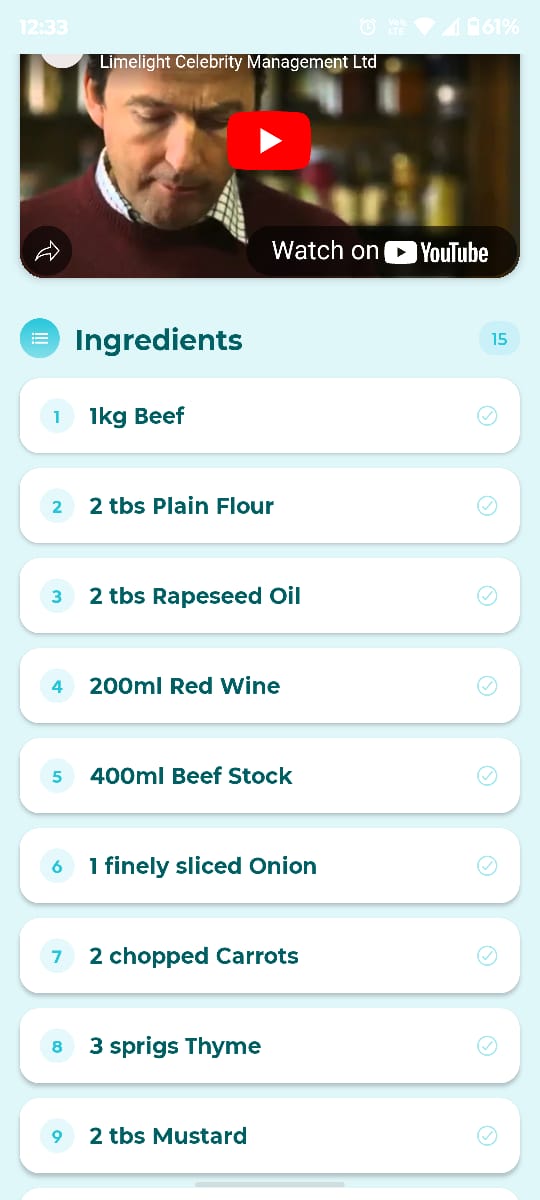 12:33
Vo)) LTE
61%
Limelight Celebrity Management Ltd
Watch on YouTube
Ingredients
15
1 1kg Beef
2 2 tbs Plain Flour
3 2 tbs Rapeseed Oil
4 200ml Red Wine
5 400ml Beef Stock
6 1 finely sliced Onion
7 2 chopped Carrots
8 3 sprigs Thyme
9 2 tbs Mustard